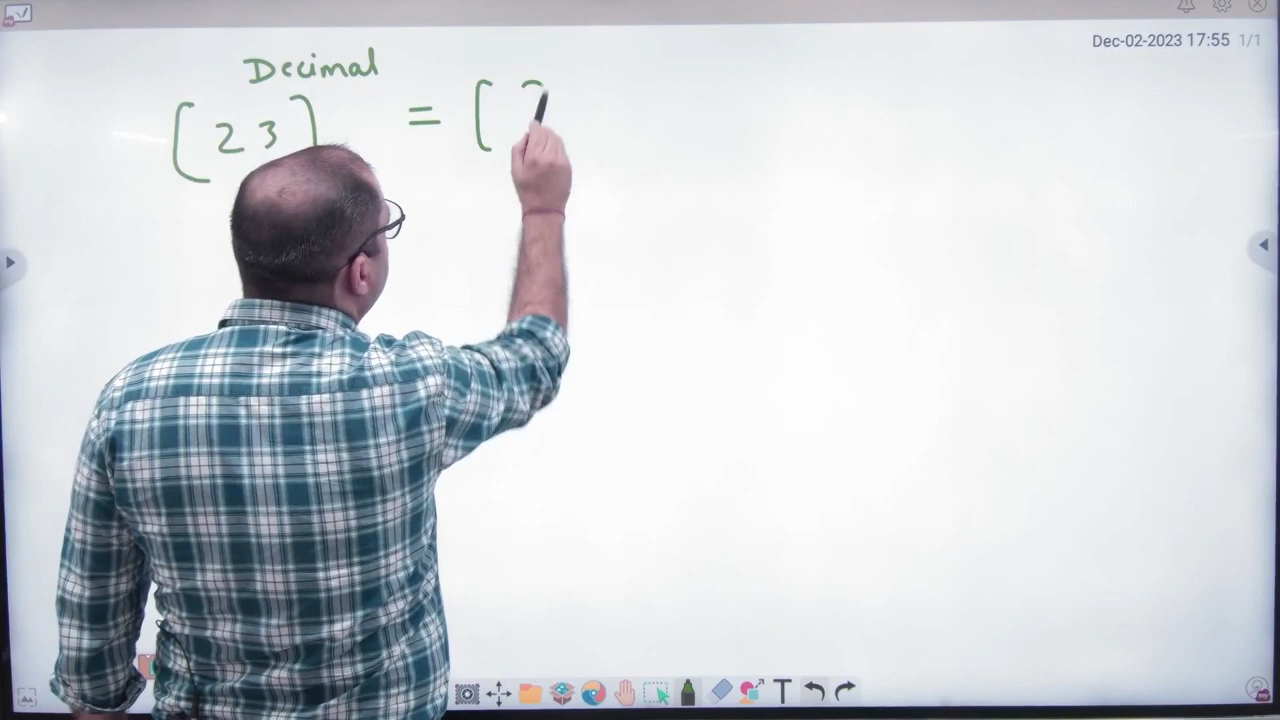 Dec-02-2023 17:55 1/1
Decimal
[23] = [